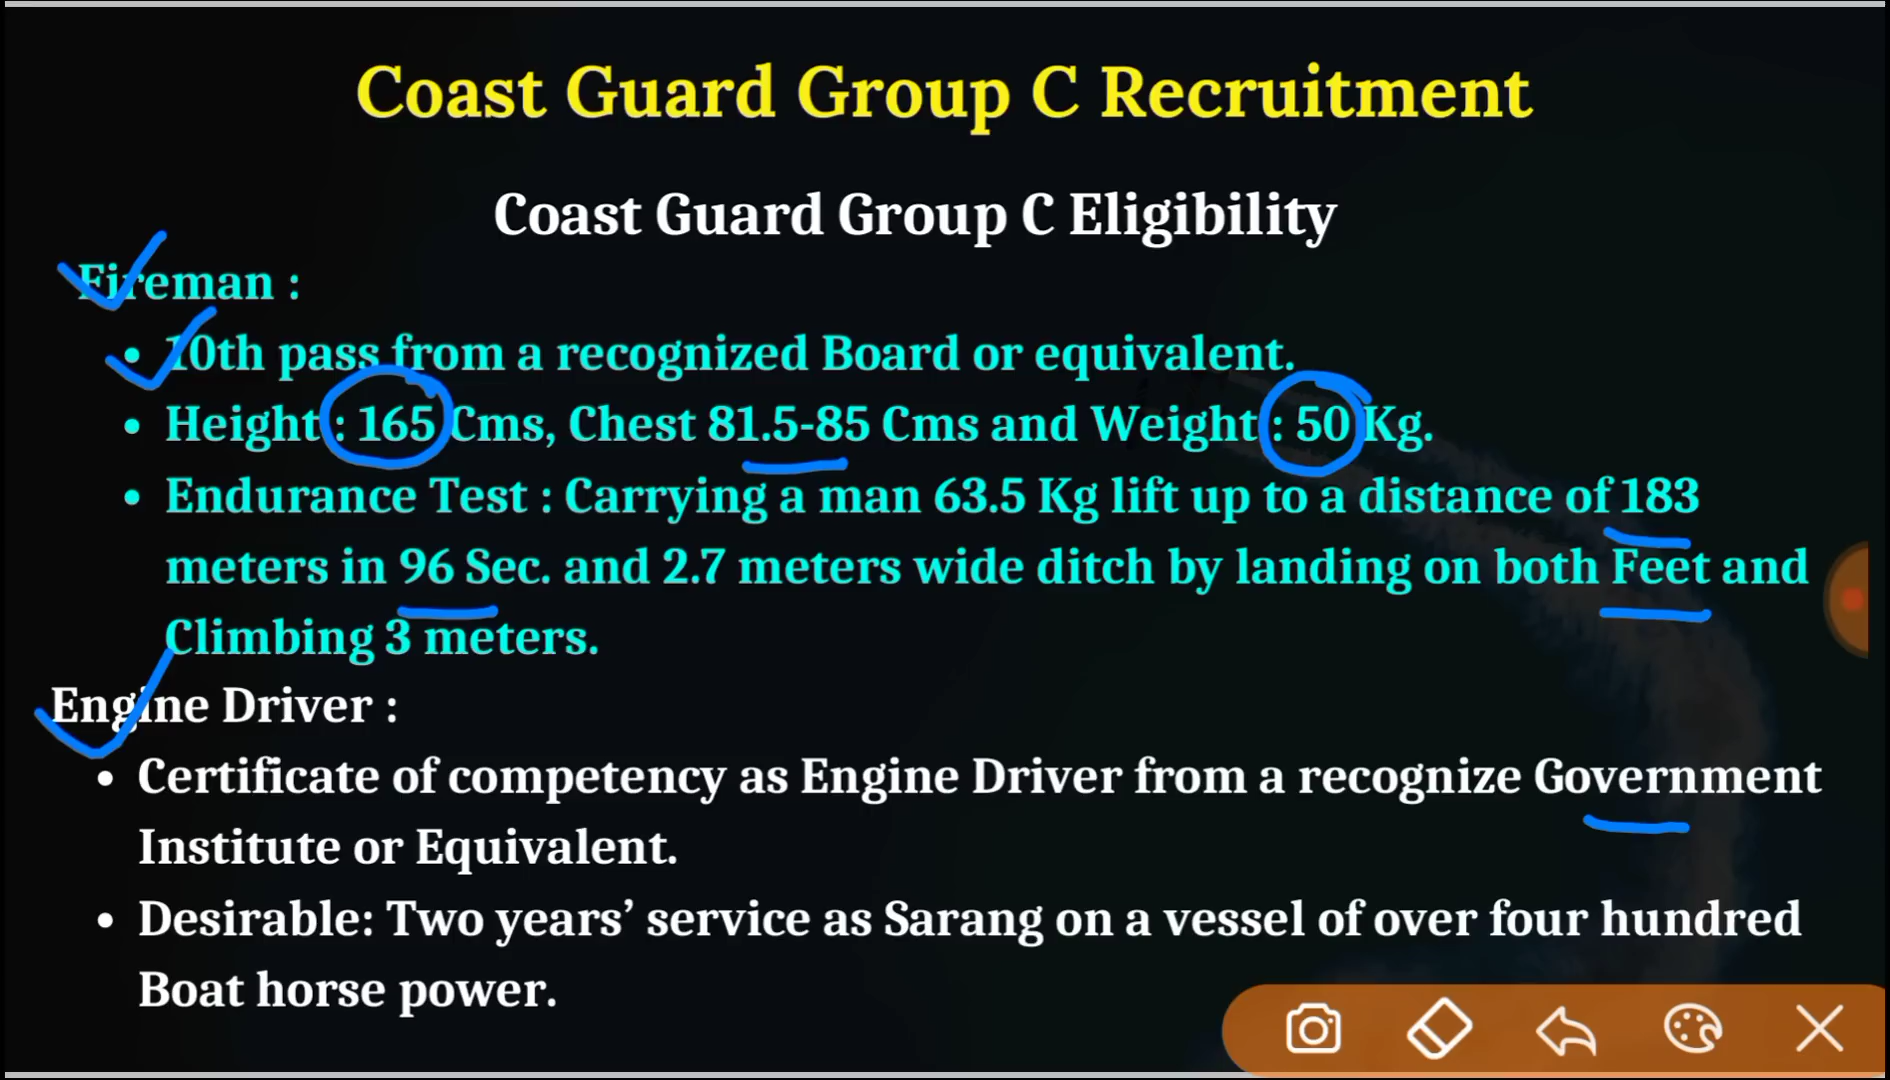 Coast Guard Group C Recruitment
Coast Guard Group C Eligibility
Fireman :
• 10th pass from a recognized Board or equivalent.
• Height : 165 Cms, Chest 81.5-85 Cms and Weight : 50 Kg.
• Endurance Test : Carrying a man 63.5 Kg lift up to a distance of 183
meters in 96 Sec. and 2.7 meters wide ditch by landing on both Feet and
Climbing 3 meters.
Engine Driver :
• Certificate of competency as Engine Driver from a recognize Government
Institute or Equivalent.
• Desirable: Two years’ service as Sarang on a vessel of over four hundred
Boat horse power.